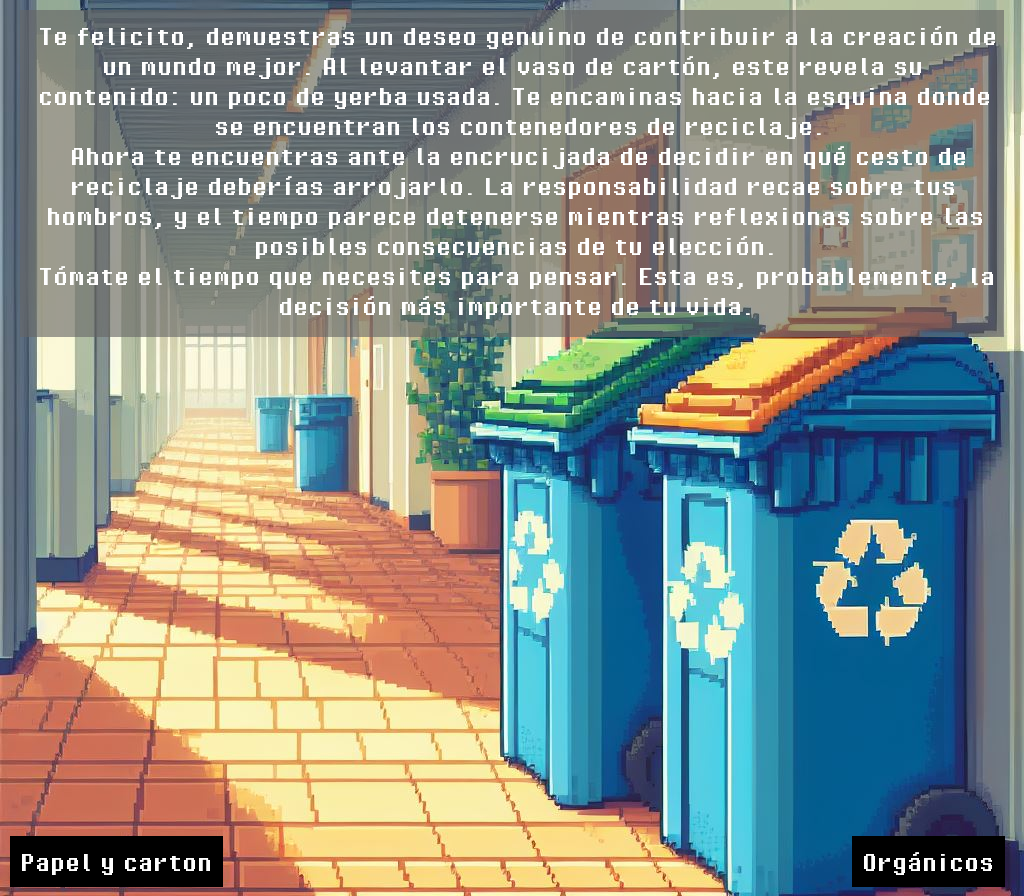 Te felicito, demuestras un deseo genuino de contribuir a la creación de
un mundo mejor. Al levantar el vaso de cartón, este revela su
contenido: un poco de yerba usada. Te encaminas hacia la esquina donde
se encuentran los contenedores de reciclaje.
Ahora te encuentras ante la encrucijada de decidir en qué cesto de
reciclaje deberías arrojarlo. La responsabilidad recae sobre tus
hombros, y el tiempo parece detenerse mientras reflexionas sobre las
posibles consecuencias de tu elección.
Tómate el tiempo que necesites para pensar. Esta es, probablemente, la
decisión más importante de tu vida.
Papel y carton
Orgánicos